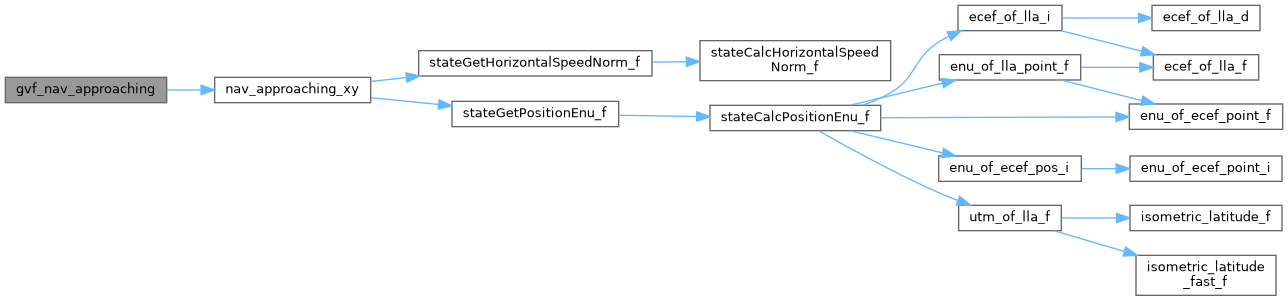 gvf_nav_approaching
nav_approaching_xy
stateGetHorizontalSpeedNorm_f
stateCalcHorizontalSpeed
Norm_f
stateGetPositionEnu_f
stateCalcPositionEnu_f
ecef_of_lla_i
ecef_of_lla_d
ecef_of_lla_f
enu_of_lla_point_f
enu_of_ecef_point_f
enu_of_ecef_pos_i
enu_of_ecef_point_i
utm_of_lla_f
isometric_latitude_f
isometric_latitude
_fast_f